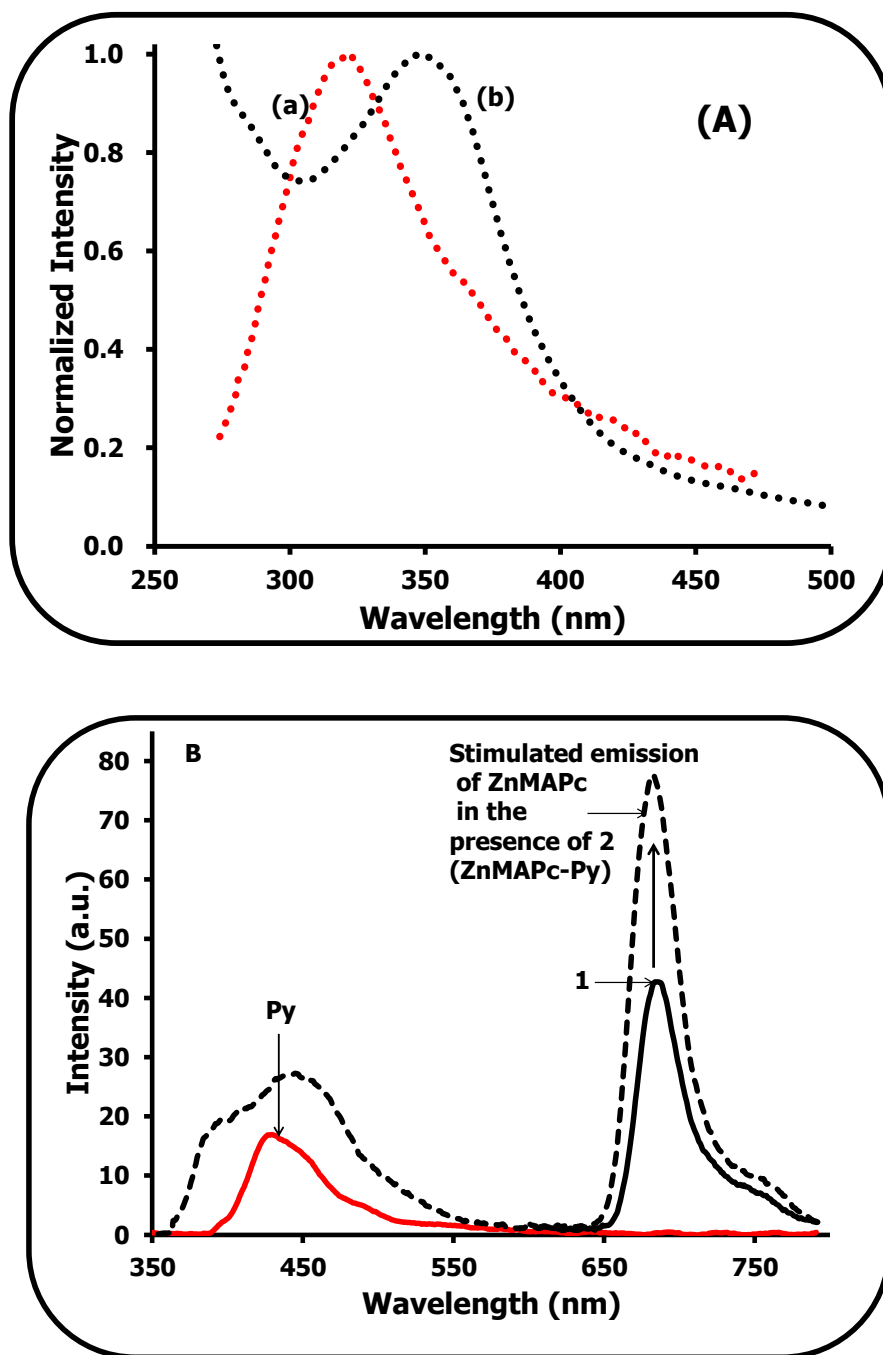 (A)
(a)
(b)
Normalized Intensity
1.0
0.8
0.6
0.4
0.2
0.0
250 300 350 400 450 500
Wavelength (nm)
B
Stimulated emission
of ZnMAPc
in the
presence of 2
(ZnMAPc-Py)
1
Py
Intensity (a.u.)
80
70
60
50
40
30
20
10
0
350 450 550 650 750
Wavelength (nm)